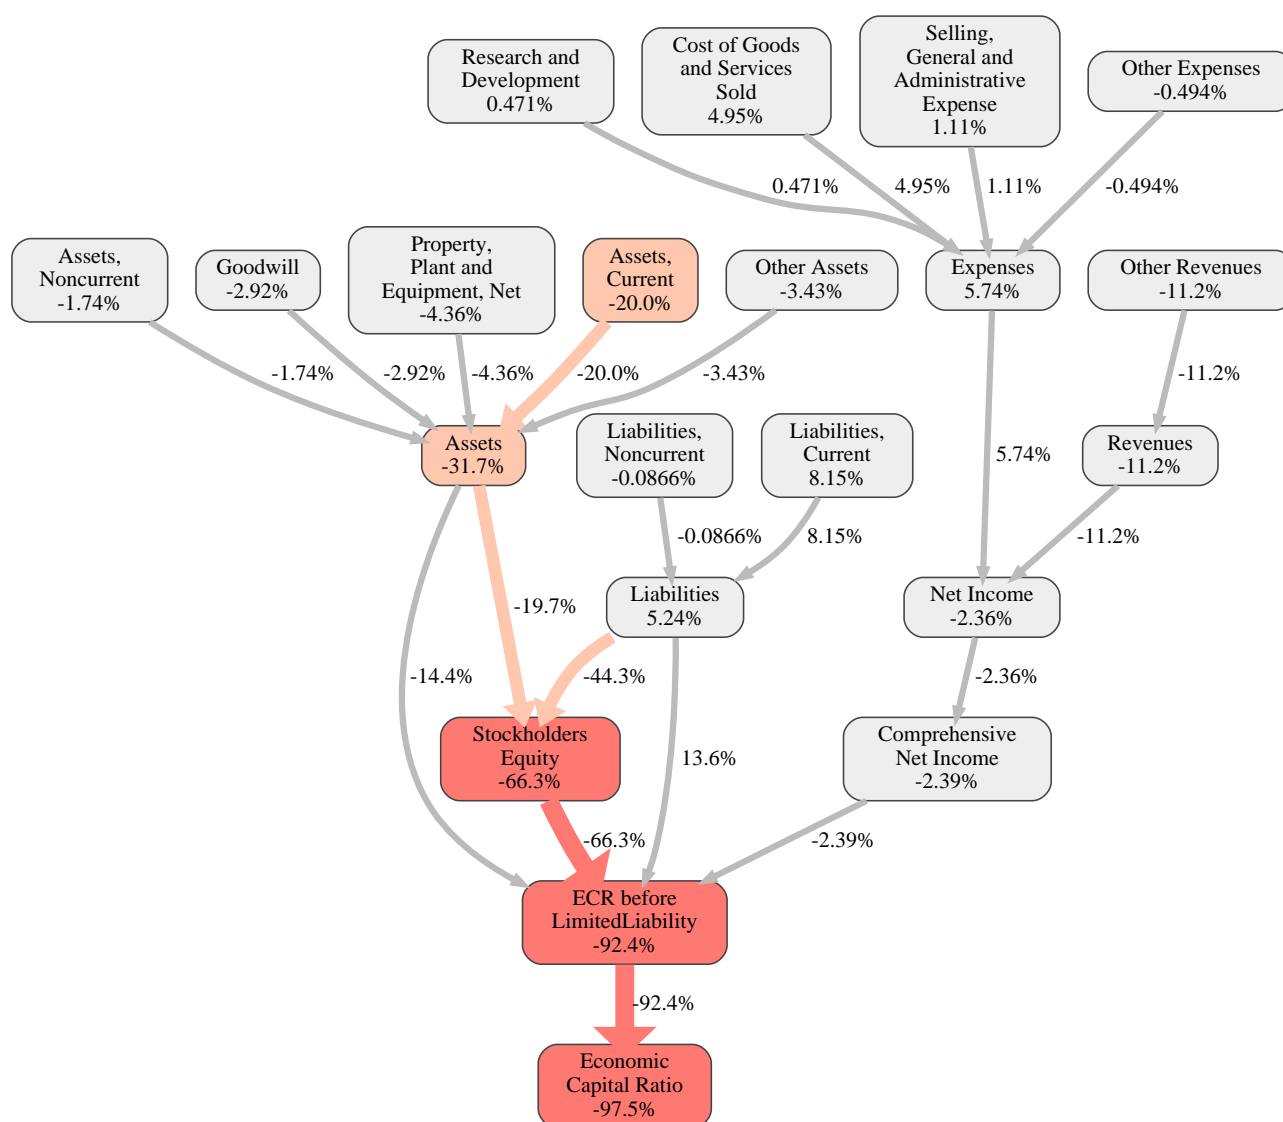 Research and
Development
0.471%
Cost of Goods
and Services
Sold
4.95%
Selling,
General and
Administrative
Expense
1.11%
Other Expenses
-0.494%
0.471%
4.95%
1.11%
-0.494%
Assets,
Noncurrent
-1.74%
Goodwill
-2.92%
Property,
Plant and
Equipment, Net
-4.36%
Assets,
Current
-20.0%
Other Assets
-3.43%
Expenses
5.74%
Other Revenues
-11.2%
-1.74%
-2.92%
-4.36%
-20.0%
-3.43%
-11.2%
Assets
-31.7%
Liabilities,
Noncurrent
-0.0866%
Liabilities,
Current
8.15%
5.74%
Revenues
-11.2%
-0.0866%
8.15%
-11.2%
-19.7%
Liabilities
5.24%
Net Income
-2.36%
-14.4%
-44.3%
-2.36%
Stockholders
Equity
-66.3%
13.6%
Comprehensive
Net Income
-2.39%
-66.3%
-2.39%
ECR before
LimitedLiability
-92.4%
-92.4%
Economic
Capital Ratio
-97.5%